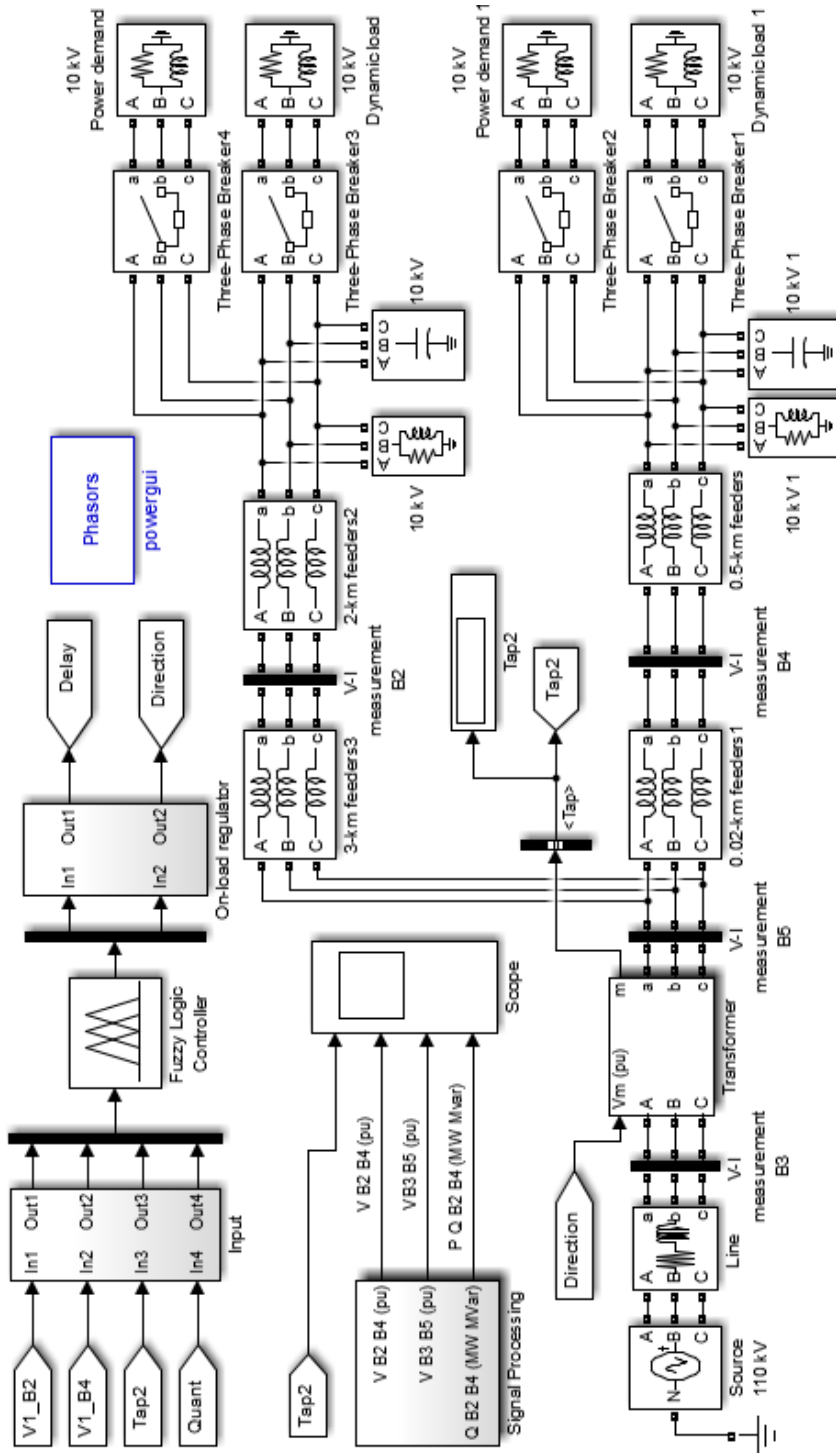 V1_B2
V1_B4
Tap2
Quant
In1
In2
In3
In4
Out1
Out2
Out3
Out4
Input
Fuzzy Logic
Controller
In1
In2
Out1
Out2
On-load regulator
Delay
Direction
Phasors
powergui
Tap2
V B2 B4 (pu)
V B3 B5 (pu)
Q B2 B4 (MW MVar)
Signal Processing
V B2 B4 (pu)
VB3 B5 (pu)
P Q B2 B4 (MW Mvar)
Scope
A
B
C
a
b
c
3-km feeders3
V-I
measurement
B2
A
B
C
a
b
c
2-km feeders2
A
B
C
10 kV
A
B
C
10 kV
A
B
C
a
b
c
Three-Phase Breaker4
A
B
C
10 kV
Power demand
A
B
C
a
b
c
Three-Phase Breaker3
A
B
C
10 kV
Dynamic load
<Tap>
Tap2
Tap2
Direction
N
A
B
C
Source
110 kV
A
B
C
a
b
c
Line
V-I
measurement
B3
Vm (pu)
A
B
C
m
a
b
c
Transformer
V-I
measurement
B5
A
B
C
a
b
c
0.02-km feeders1
V-I
measurement
B4
A
B
C
a
b
c
0.5-km feeders
A
B
C
10 kV 1
A
B
C
10 kV 1
A
B
C
a
b
c
Three-Phase Breaker2
A
B
C
10 kV
Power demand 1
A
B
C
a
b
c
Three-Phase Breaker1
A
B
C
10 kV
Dynamic load 1